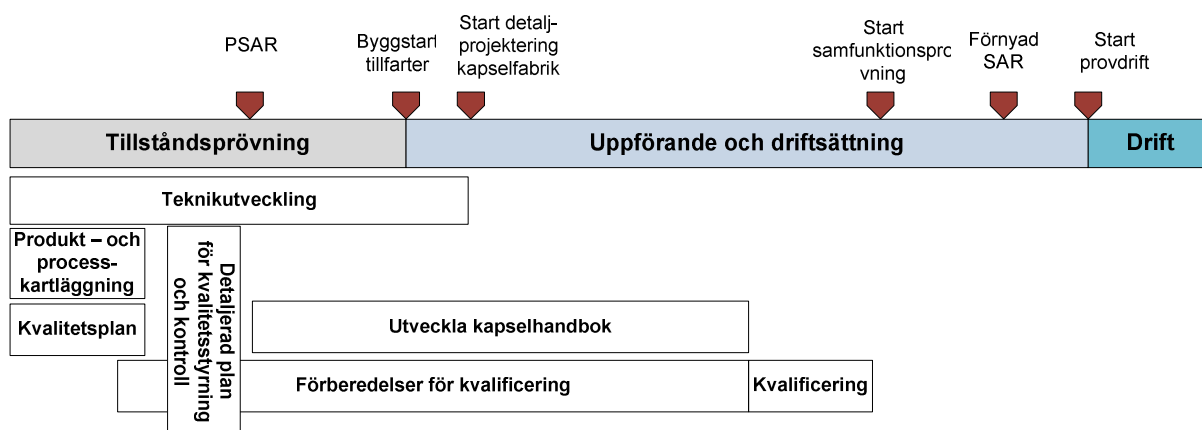 PSAR
Byggstart
tillfarter
Start detalj-
projektering
kapselfabrik
Start
samfunktionspro
vning
Förnyad
SAR
Start
provdrift
Tillståndsprövning
Uppförande och driftsättning
Drift
Teknikutveckling
Produkt – och
process-
kartläggning
Kvalitetsplan
Detaljerad plan
för kvalitetsstyrning
och kontroll
Utveckla kapselhandbok
Förberedelser för kvalificering
Kvalificering